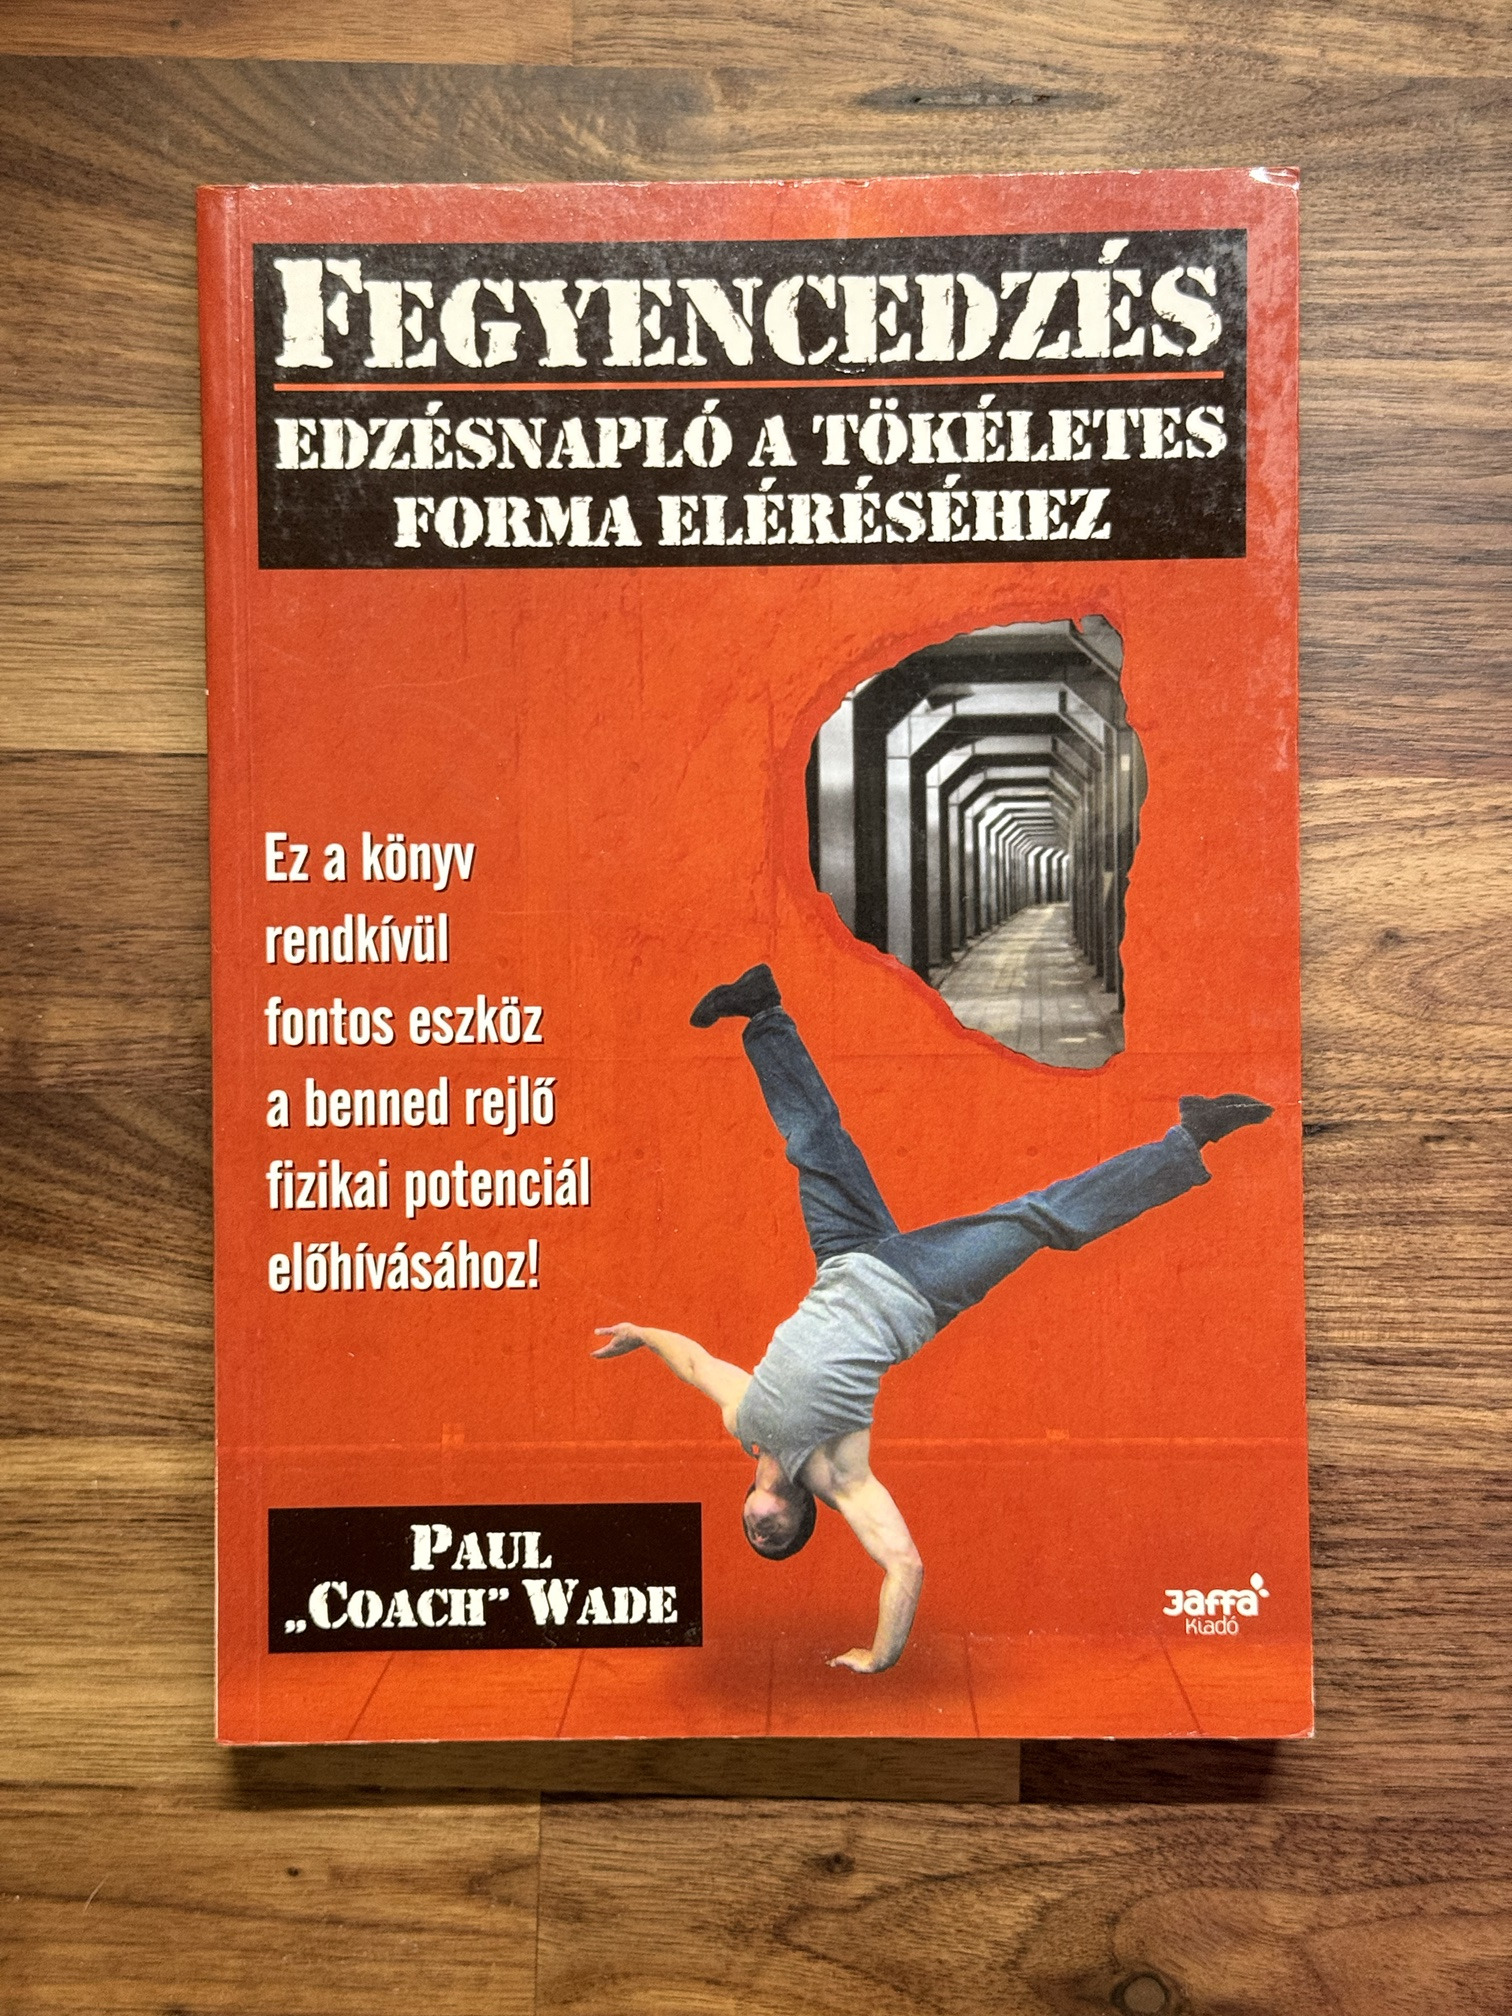 FEGYENCEDZÉS
EDZÉSNAPLÓ A TÖKÉLETES
FORMA ELÉRÉSÉHEZ
Ez a könyv
rendkívül
fontos eszköz
a benned rejlő
fizikai potenciál
előhívásához!
PAUL
„COACH” WADE
Jaffa
Kiadó